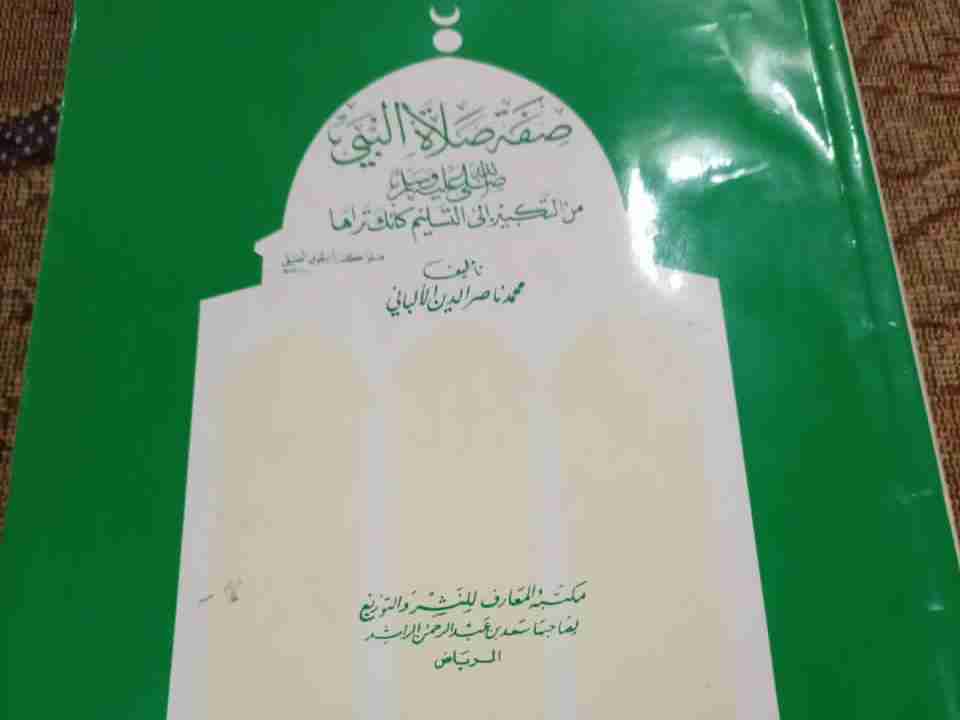 صفة صلاة النبي
صلى الله عليه وسلم
من التكبير إلى التسليم كأنك تراها
تأليف
محمد ناصر الدين الألباني
مكتبة المعارف للنشر والتوزيع
لصاحبها سعد بن عبد الرحمن الراشد
الرياض